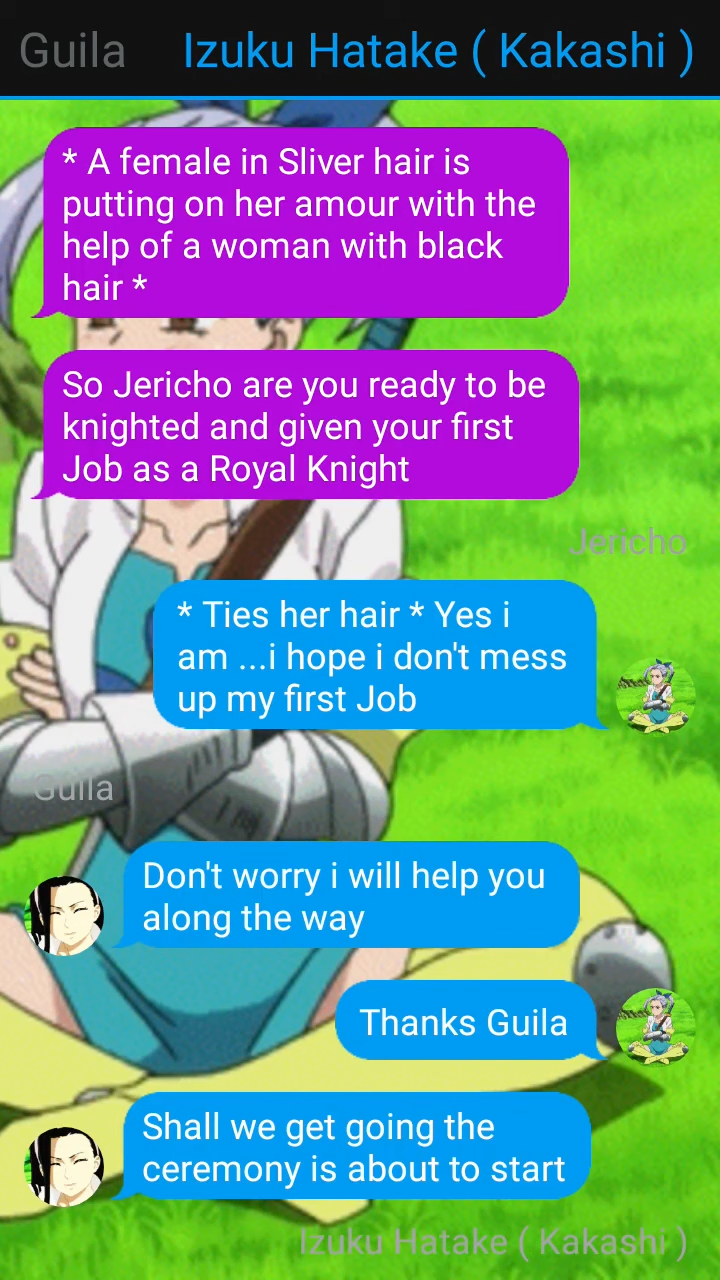 Guila Izuku Hatake ( Kakashi )
* A female in Sliver hair is
putting on her amour with the
help of a woman with black
hair *
So Jericho are you ready to be
knighted and given your first
Job as a Royal Knight
Jericho
* Ties her hair * Yes i
am ...i hope i don't mess
up my first Job
Guila
Don't worry i will help you
along the way
Thanks Guila
Shall we get going the
ceremony is about to start
Izuku Hatake ( Kakashi )